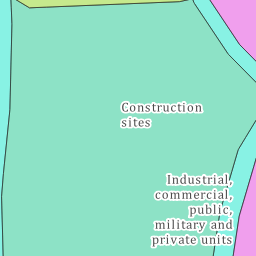 Construction
sites
Industrial,
commercial,
public,
military and
private units